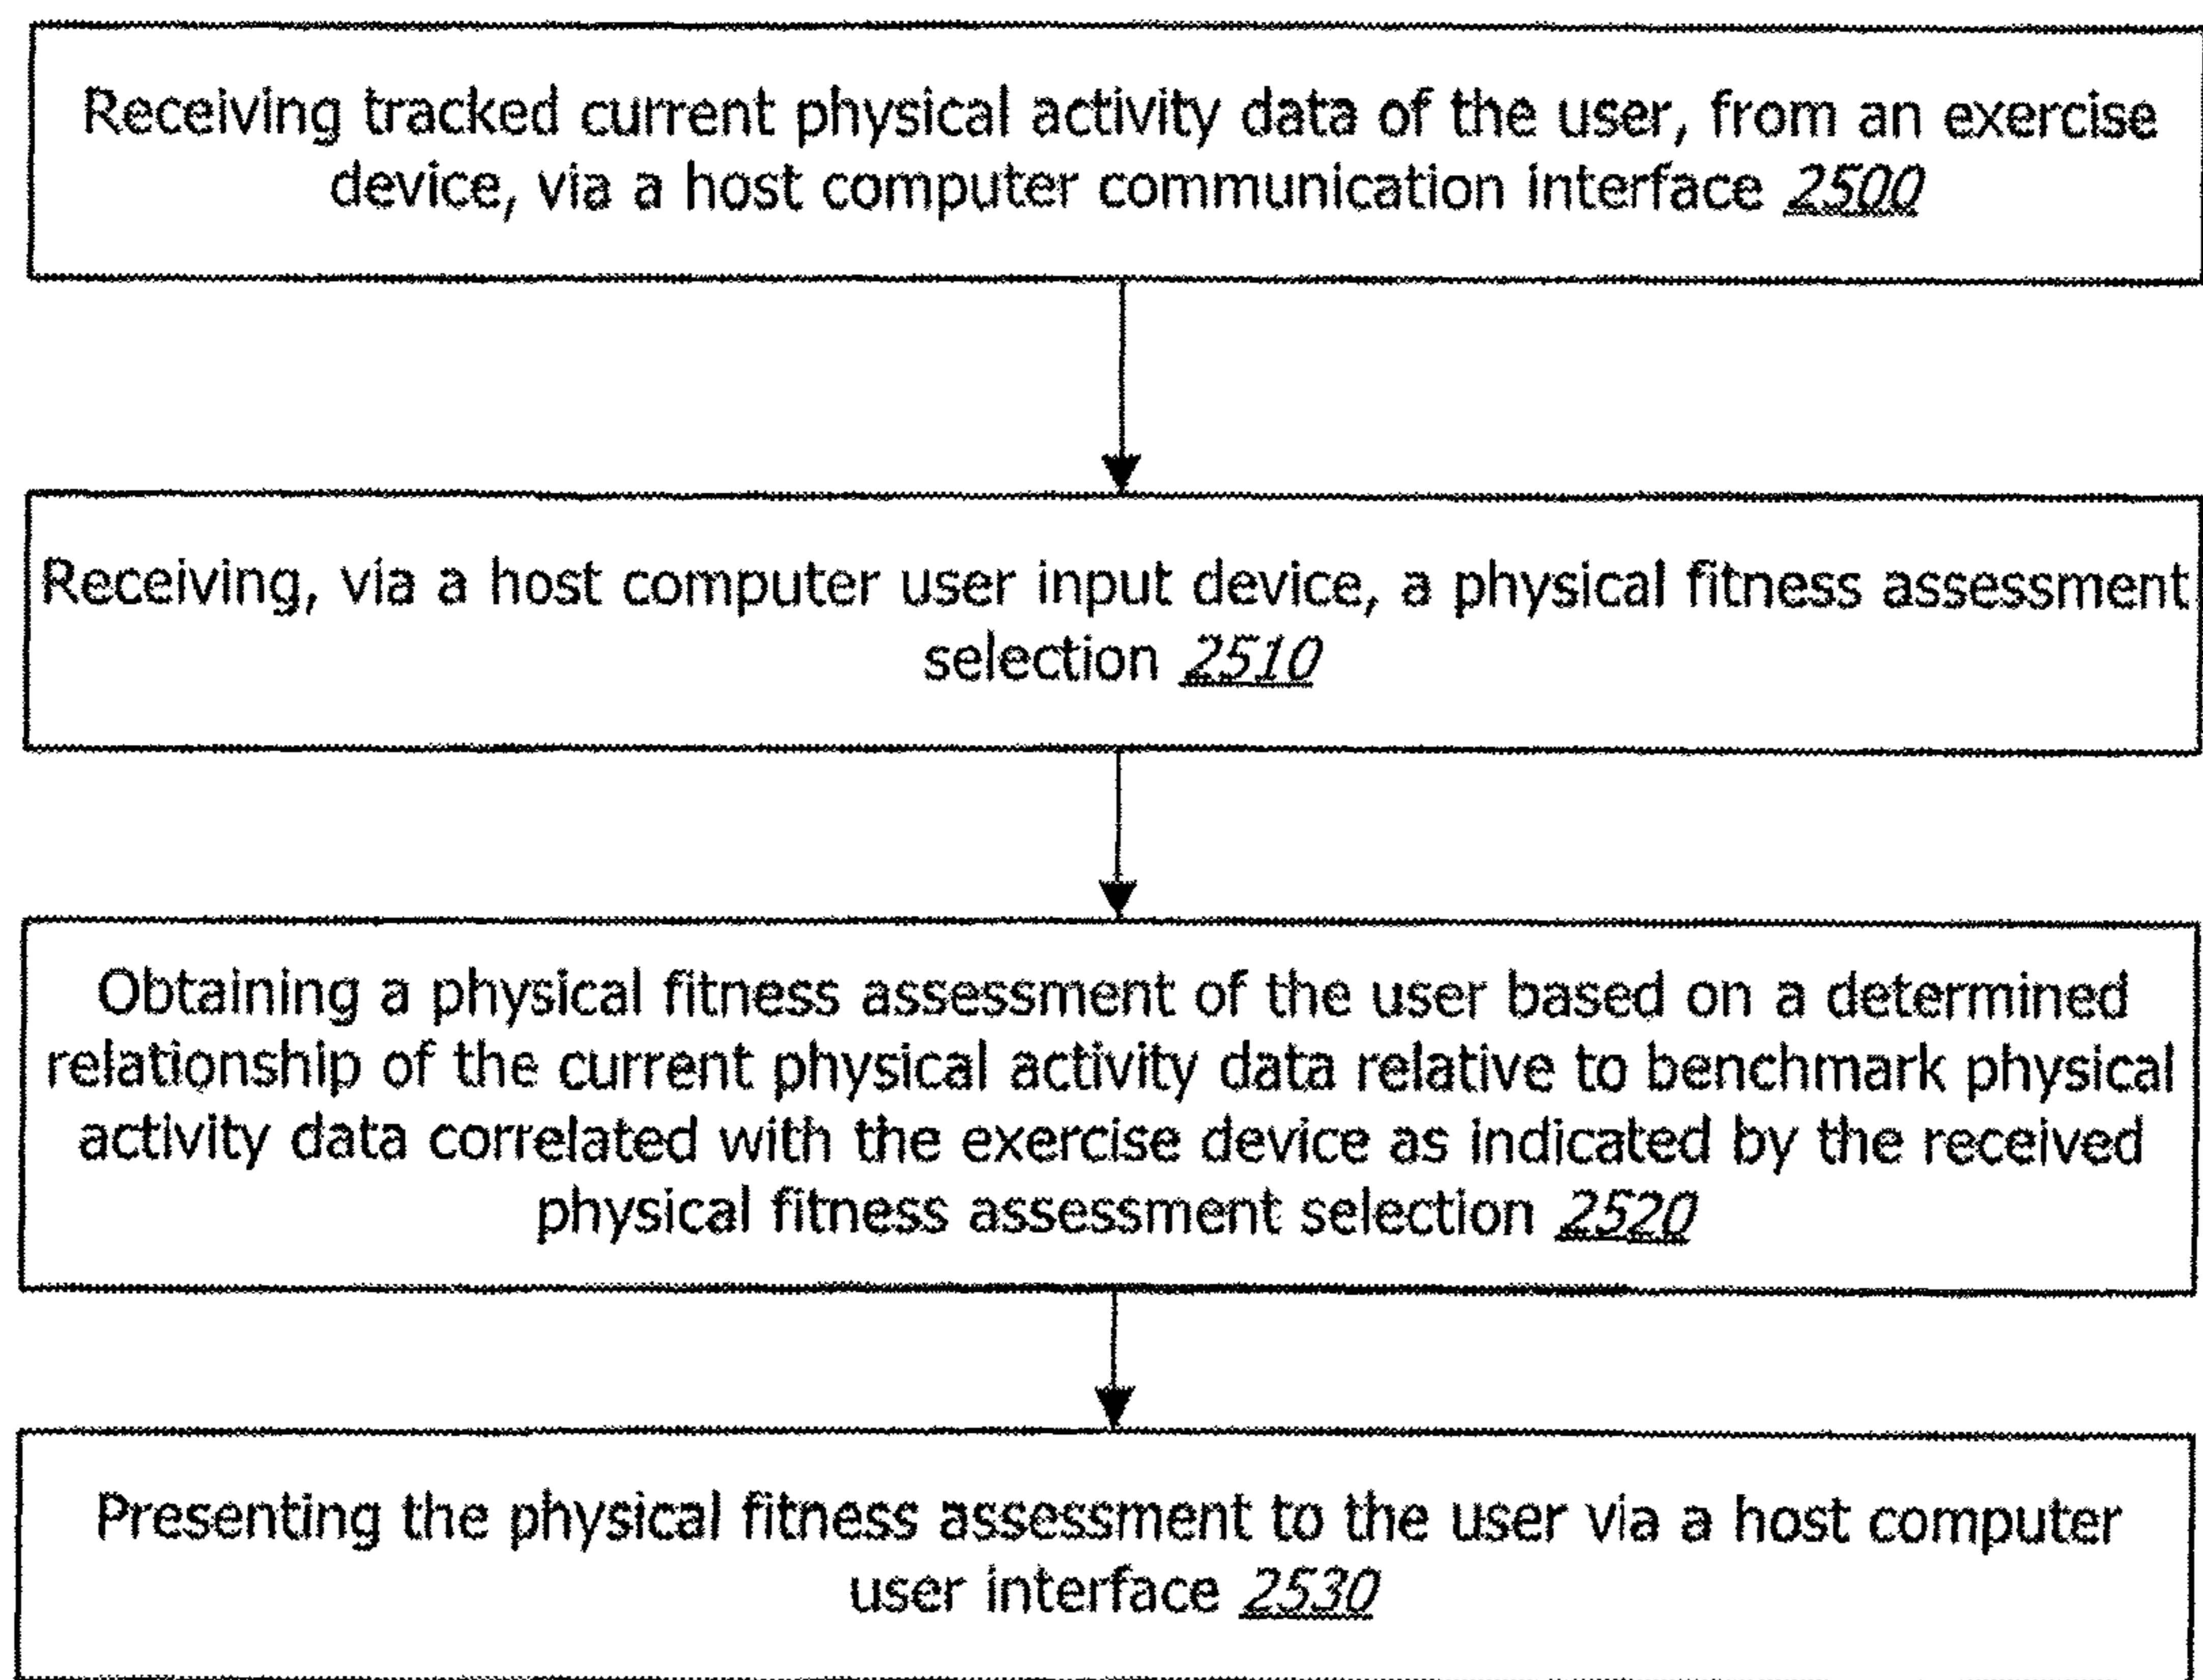 Receiving tracked current physical activity data of the user, from an exercise
device, via a host computer communication interface 2500
Receiving, via a host computer user input device, a physical fitness assessment
selection 2510
Obtaining a physical fitness assessment of the user based on a determined
relationship of the current physical activity data relative to benchmark physical
activity data correlated with the exercise device as indicated by the received
physical fitness assessment selection 2520
Presenting the physical fitness assessment to the user via a host computer
user interface 2530